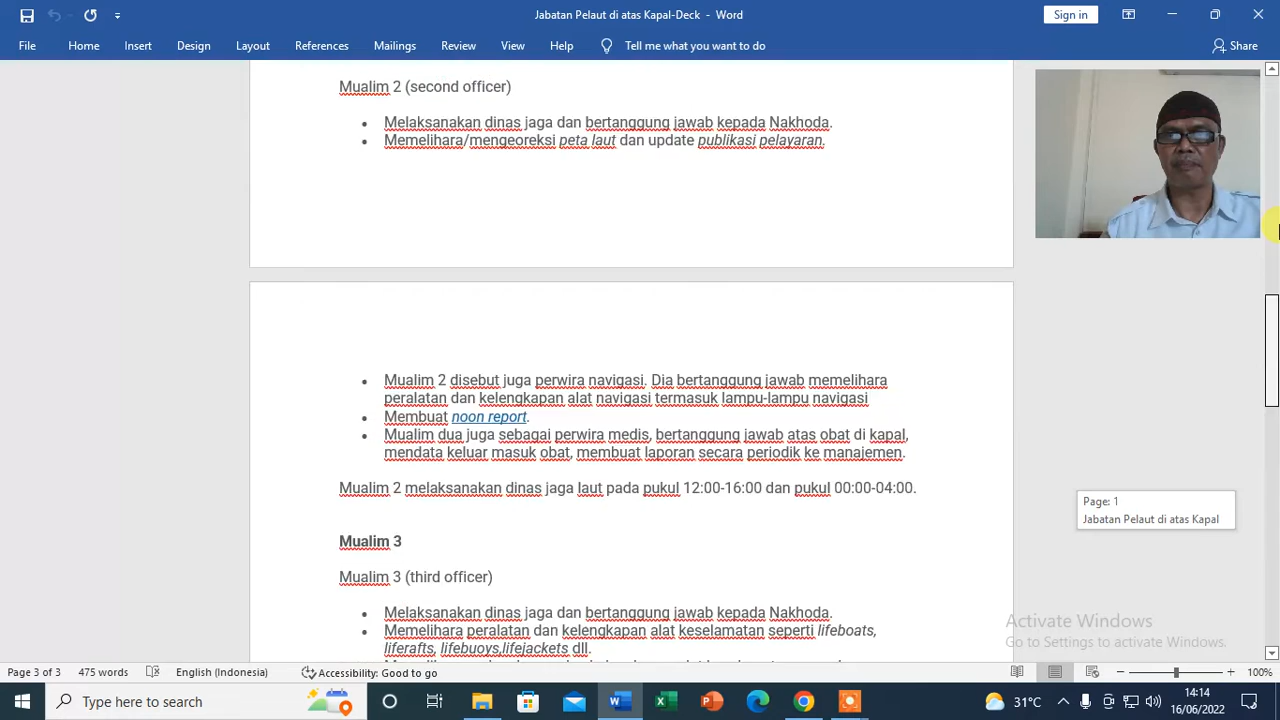 Jabatan Pelaut di atas Kapal-Deck - Word
Sign in
File Home Insert Design Layout References Mailings Review View Help Tell me what you want to do Share
Mualim 2 (second officer)
Melaksanakan dinas jaga dan bertanggung jawab kepada Nakhoda.
Memelihara/mengeoreksi peta laut dan update publikasi pelayaran.
Mualim 2 disebut juga perwira navigasi. Dia bertanggung jawab memelihara
peralatan dan kelengkapan alat navigasi termasuk lampu-lampu navigasi
Membuat noon report.
Mualim dua juga sebagai perwira medis, bertanggung jawab atas obat di kapal,
mendata keluar masuk obat, membuat laporan secara periodik ke manajemen.
Mualim 2 melaksanakan dinas jaga laut pada pukul 12:00-16:00 dan pukul 00:00-04:00.
Page: 1
Jabatan Pelaut di atas Kapal
Mualim 3
Mualim 3 (third officer)
Melaksanakan dinas jaga dan bertanggung jawab kepada Nakhoda.
Memelihara peralatan dan kelengkapan alat keselamatan seperti lifeboats,
liferafts, lifebuoys,lifejackets dll.
Activate Windows
Go to Settings to activate Windows.
Page 3 of 3 475 words English (Indonesia) Accessibility: Good to go 100%
Type here to search
31°C
14:14
16/06/2022